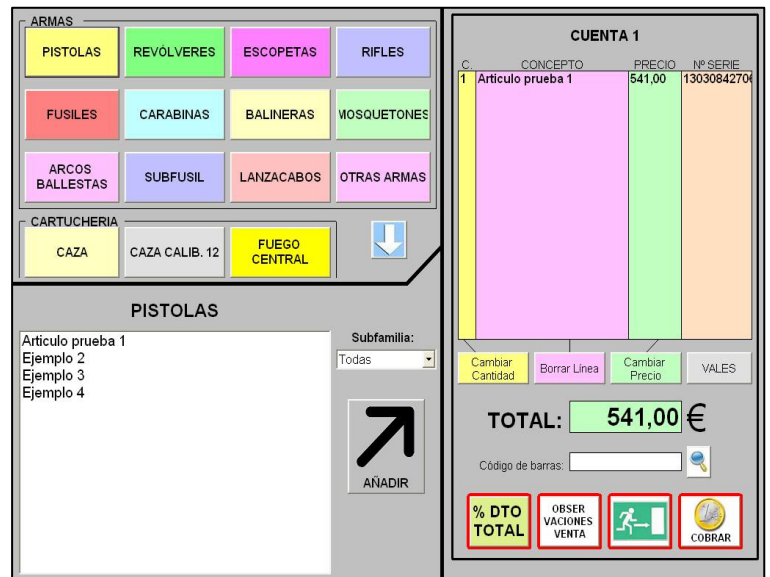 ARMAS
PISTOLAS
REVÓLVERES
ESCOPETAS
RIFLES
FUSILES
CARABINAS
BALINERAS
MOSQUETONES
ARCOS
BALLESTAS
SUBFUSIL
LANZACABOS
OTRAS ARMAS
CARTUCHERIA
CAZA
CAZA CALIB. 12
FUEGO
CENTRAL
PISTOLAS
Articulo prueba 1
Ejemplo 2
Ejemplo 3
Ejemplo 4
Subfamilia:
Todas
AÑADIR
CUENTA 1
C. CONCEPTO PRECIO Nº SERIE
1 Articulo prueba 1 541,00 1303084270
Cambiar
Cantidad
Borrar Línea
Cambiar
Precio
VALES
TOTAL: 541,00 €
Código de barras:
% DTO
TOTAL
OBSER
VACIONES
VENTA
COBRAR